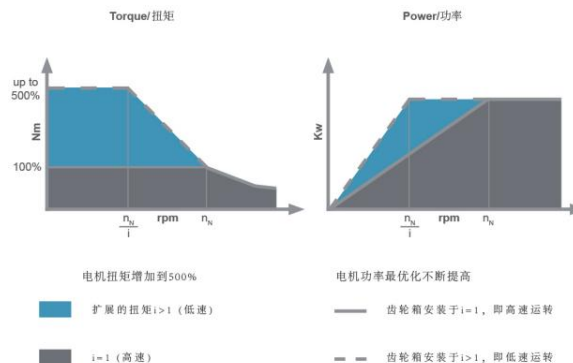 Torque/扭矩
Power/功率
up to
500%
Nm
100%
n_N
i
rpm
n_N
Kw
n_N
i
rpm
n_N
电机扭矩增加到500%
电机功率最优化不断提高
扩展的扭矩i>1 (低速)
齿轮箱安装于i=1, 即高速运转
i=1 (高速)
齿轮箱安装于i>1, 即低速运转